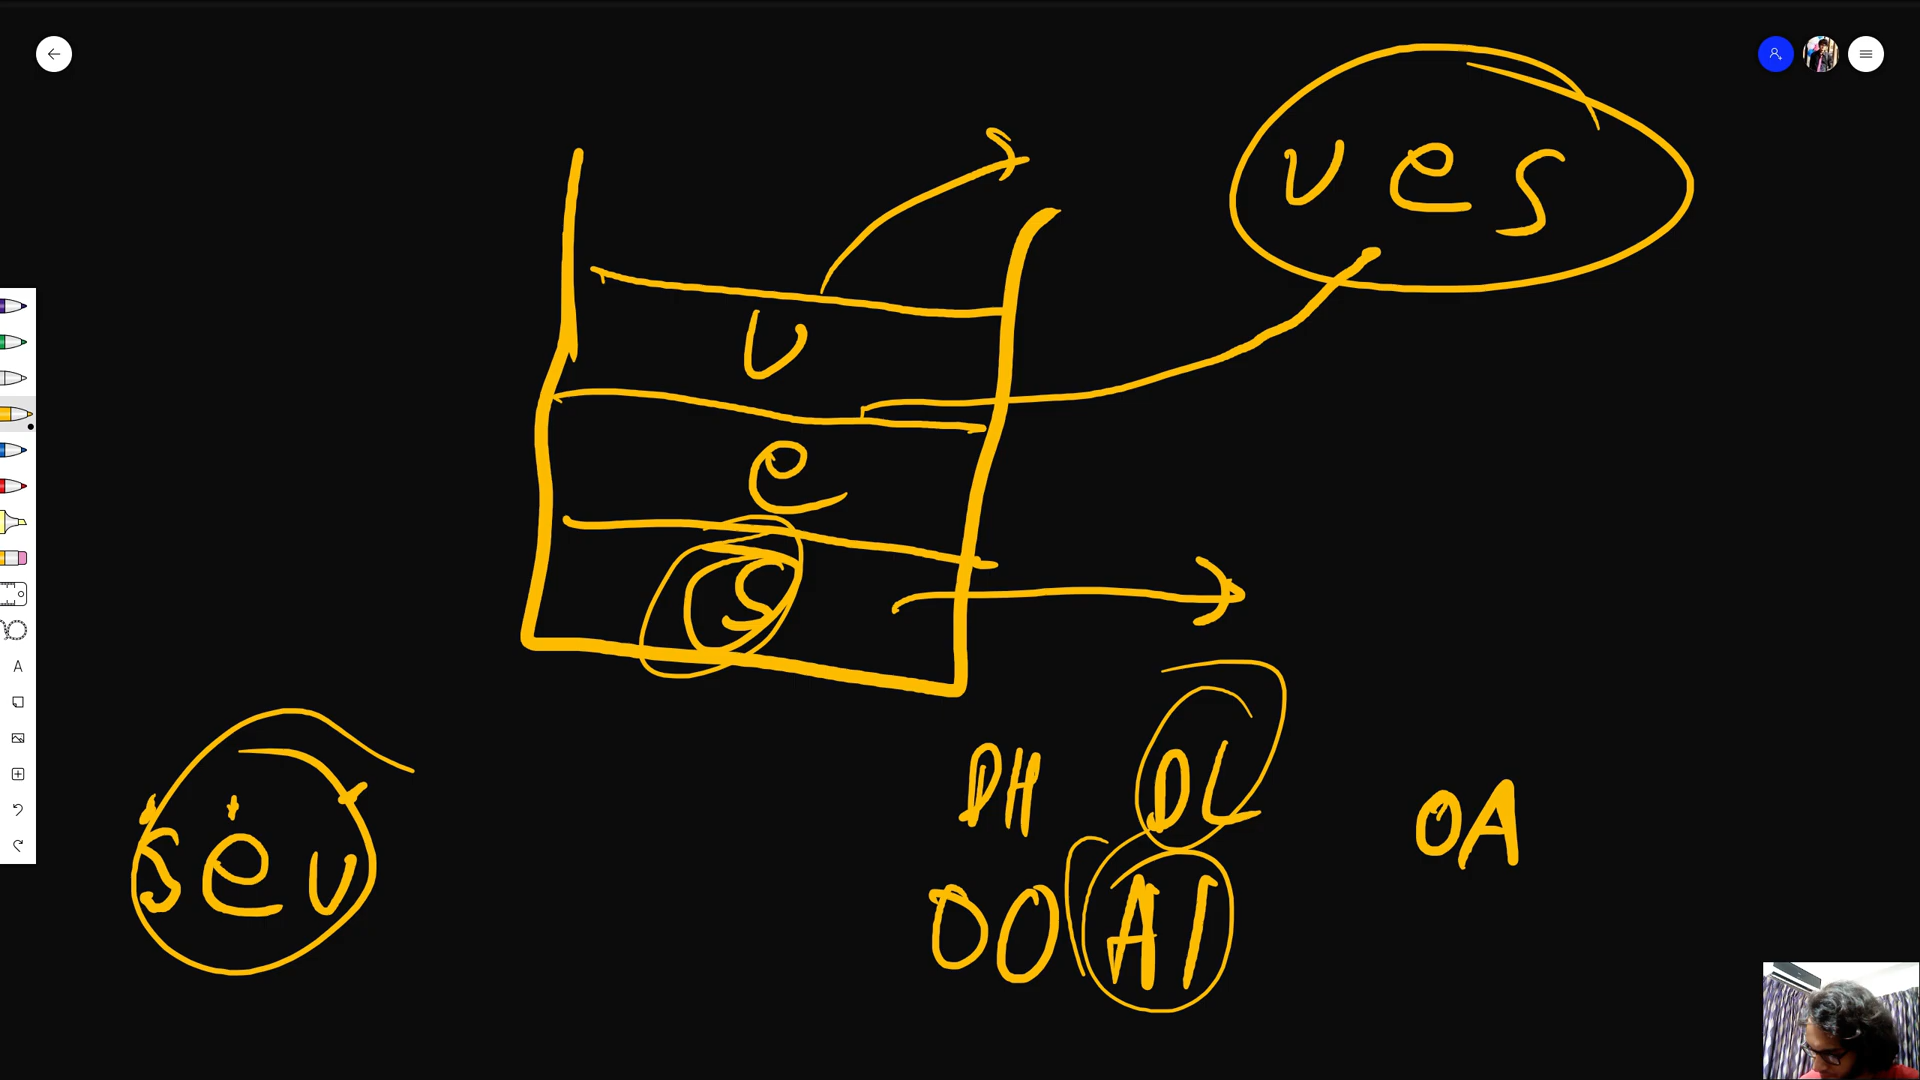 ves
v
e
s
sev
DH DL OA
OO AI
A